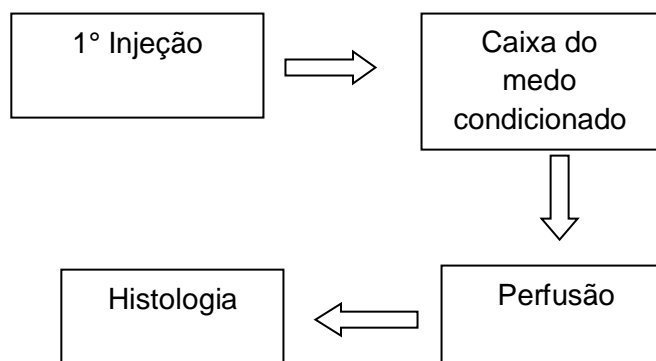 1° Injeção
Caixa do
medo
condicionado
Perfusão
Histologia